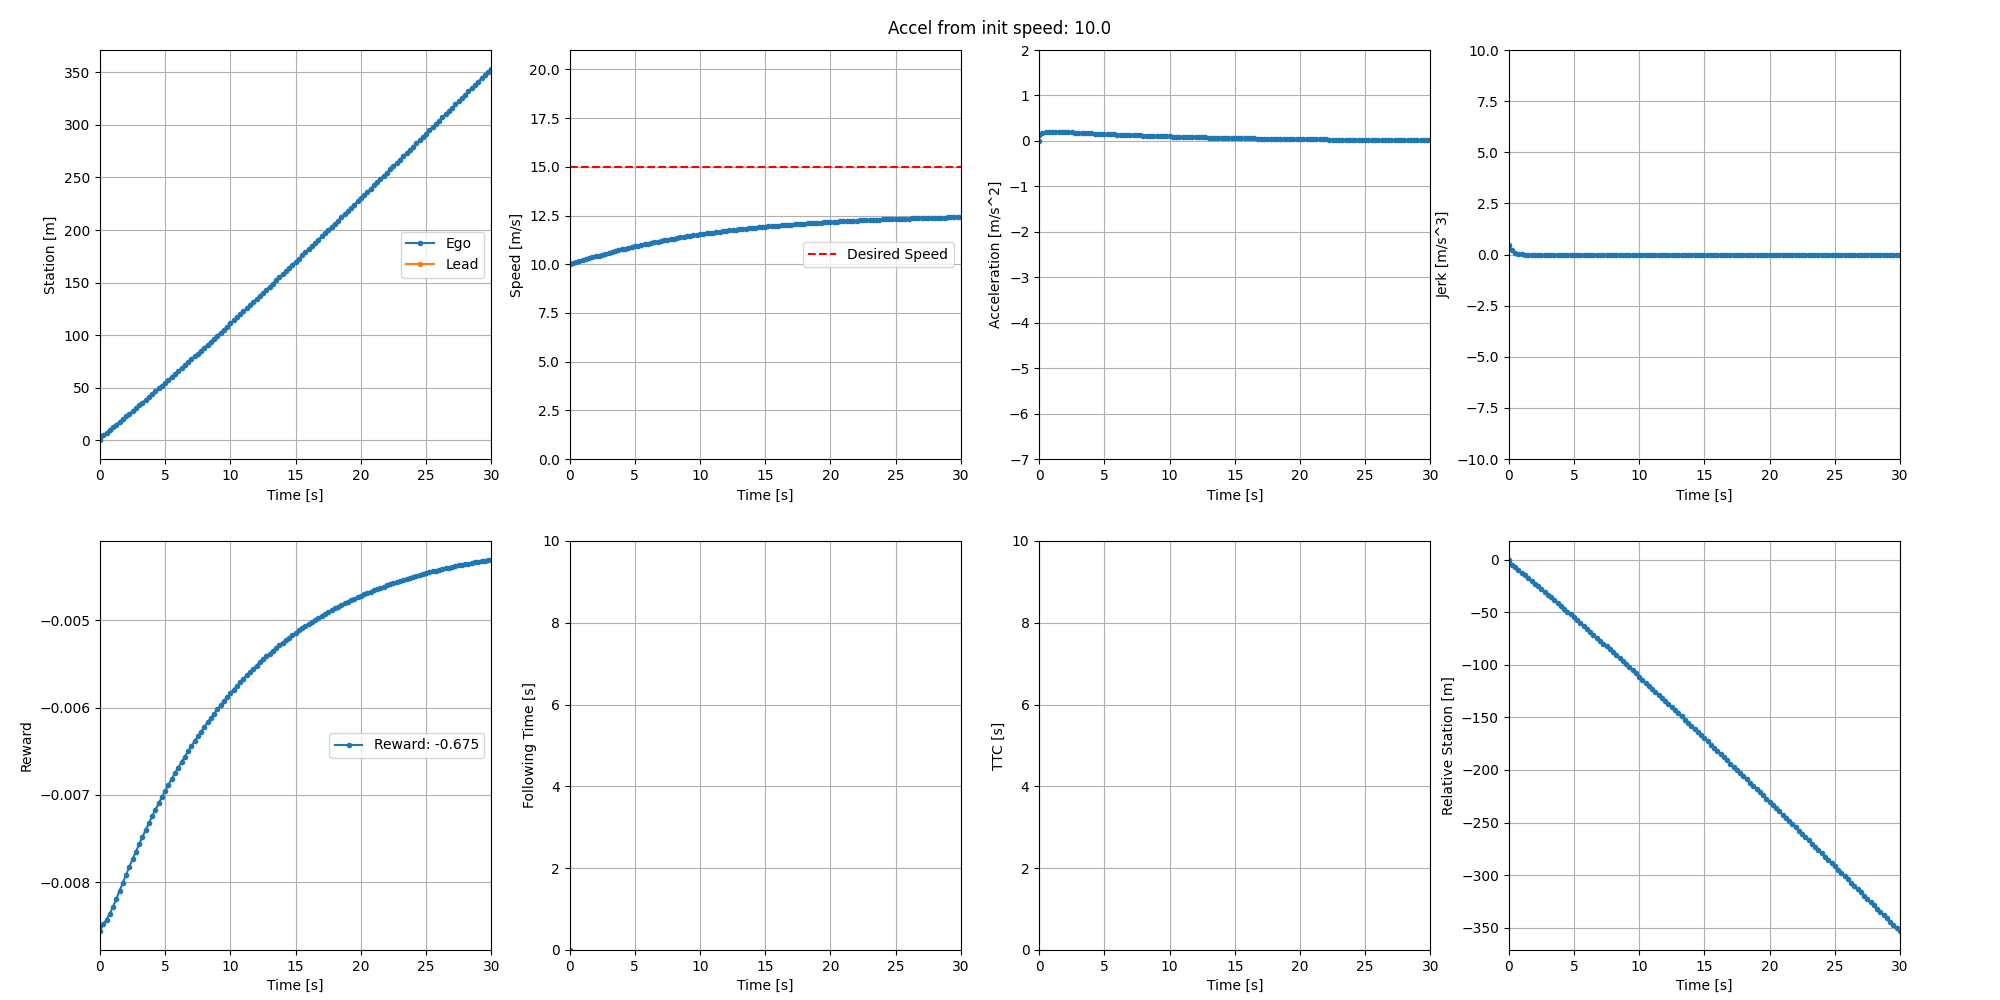 Accel from init speed: 10.0
350
300
250
200
150
100
50
0
Station [m]
Ego
Lead
0 5 10 15 20 25 30
Time [s]
20.0
17.5
15.0
12.5
10.0
7.5
5.0
2.5
0.0
Speed [m/s]
Desired Speed
0 5 10 15 20 25 30
Time [s]
2
1
0
−1
−2
−3
−4
−5
−6
−7
Acceleration [m/s^2]
0 5 10 15 20 25 30
Time [s]
10.0
7.5
5.0
2.5
0.0
−2.5
−5.0
−7.5
−10.0
Jerk [m/s^3]
0 5 10 15 20 25 30
Time [s]
−0.005
−0.006
−0.007
−0.008
Reward
Reward: -0.675
0 5 10 15 20 25 30
Time [s]
10
8
6
4
2
0
Following Time [s]
0 5 10 15 20 25 30
Time [s]
10
8
6
4
2
0
TTC [s]
0 5 10 15 20 25 30
Time [s]
0
−50
−100
−150
−200
−250
−300
−350
Relative Station [m]
0 5 10 15 20 25 30
Time [s]